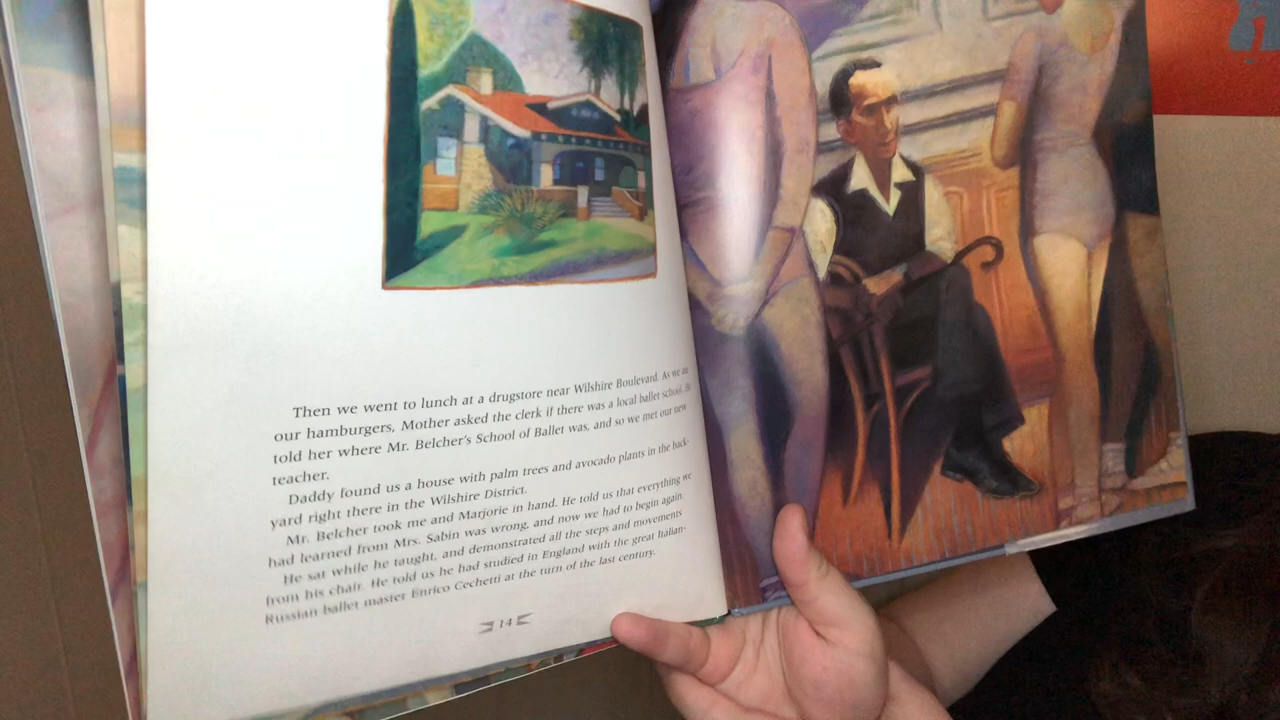 Then we went to lunch at a drugstore near Wilshire Boulevard. As we ate
our hamburgers, Mother asked the clerk if there was a local ballet school.
told her where Mr. Belcher's School of Ballet was, and so we met our new
teacher.
Daddy found us a house with palm trees and avocado plants in the back-
yard right there in the Wilshire District.
Mr. Belcher took me and Marjorie in hand. He told us that everything we
had learned from Mrs. Sabin was wrong, and now we had to begin again.
He sat while he taught, and demonstrated all the steps and movements
from his chair. He told us he had studied in England with the great Italian-
Russian ballet master Enrico Cechetti at the turn of the last century.
14